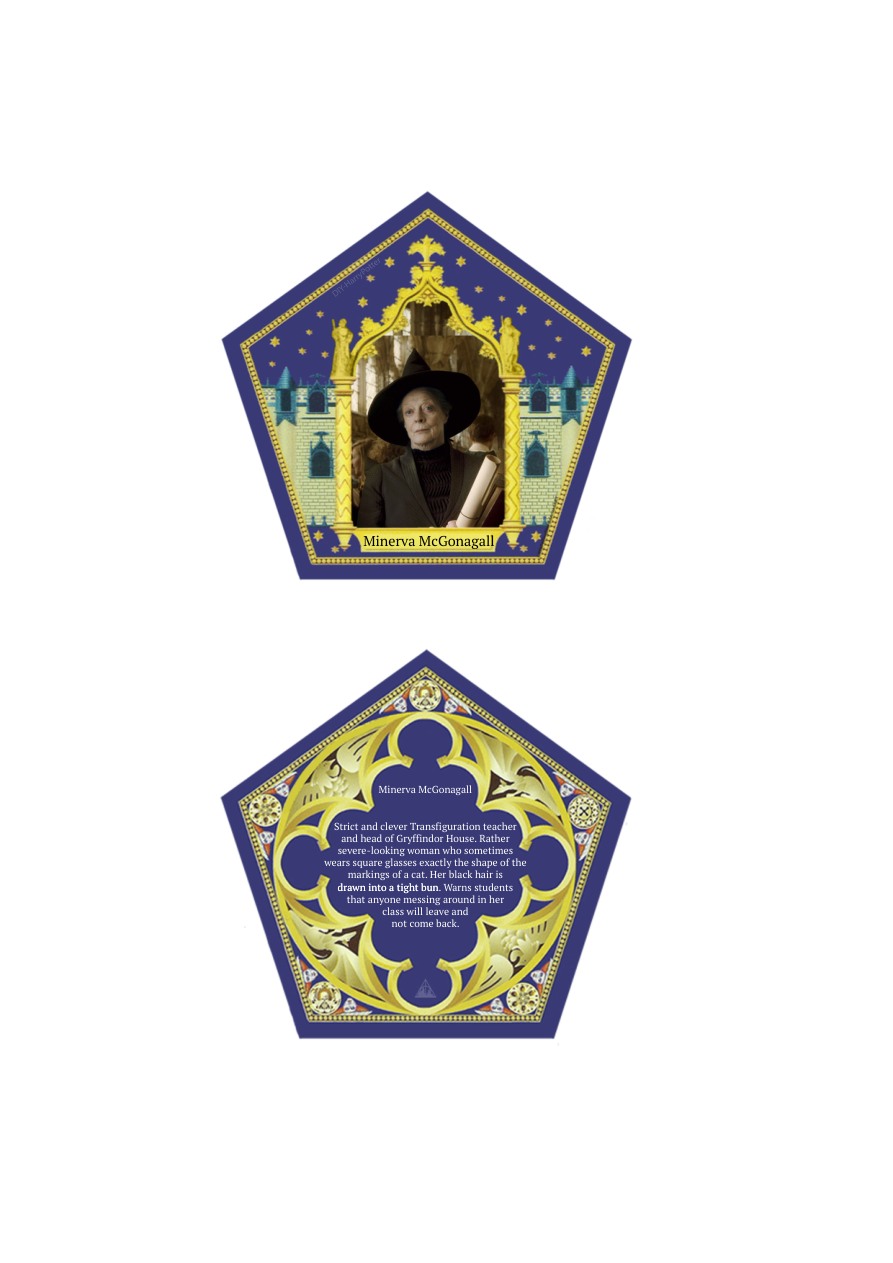 DIY-HarryPotter
Minerva McGonagall
Minerva McGonagall
Strict and clever Transfiguration teacher
and head of Gryffindor House. Rather
severe-looking woman who sometimes
wears square glasses exactly the shape of the
markings of a cat. Her black hair is
drawn into a tight bun. Warns students
that anyone messing around in her
class will leave and
not come back.